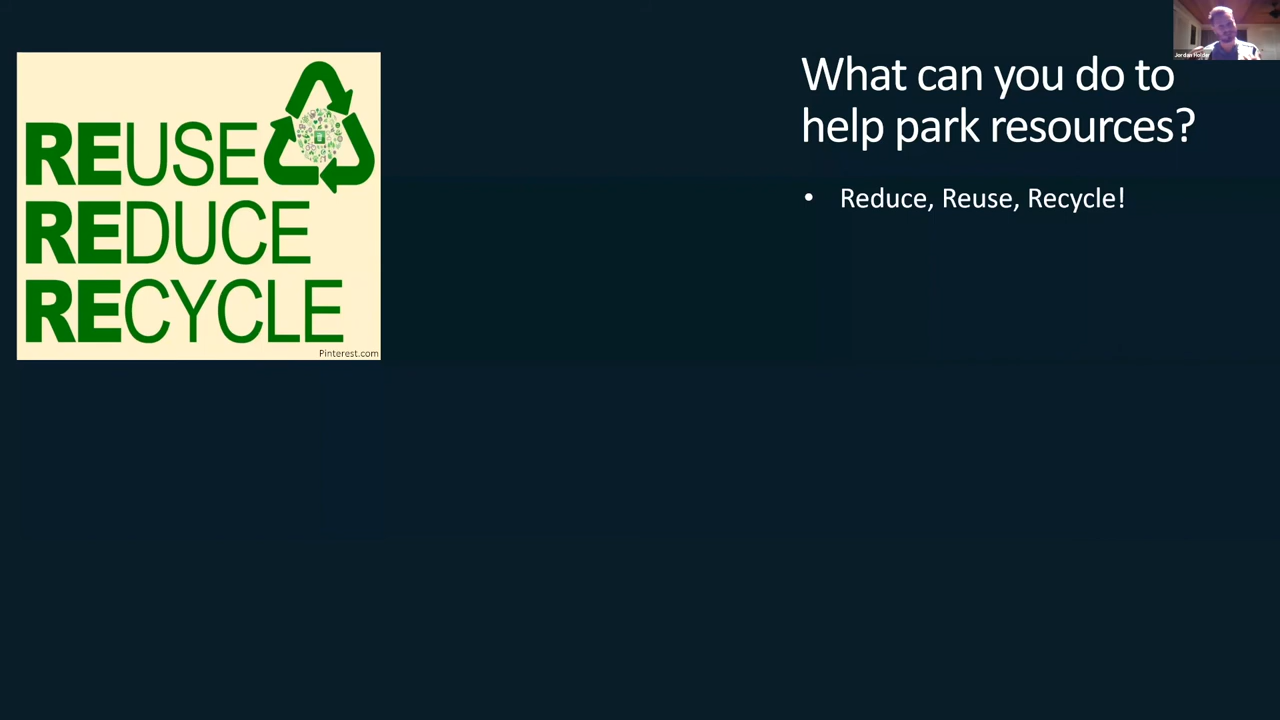 REUSE
REDUCE
RECYCLE
Pinterest.com
What can you do to
help park resources?
• Reduce, Reuse, Recycle!